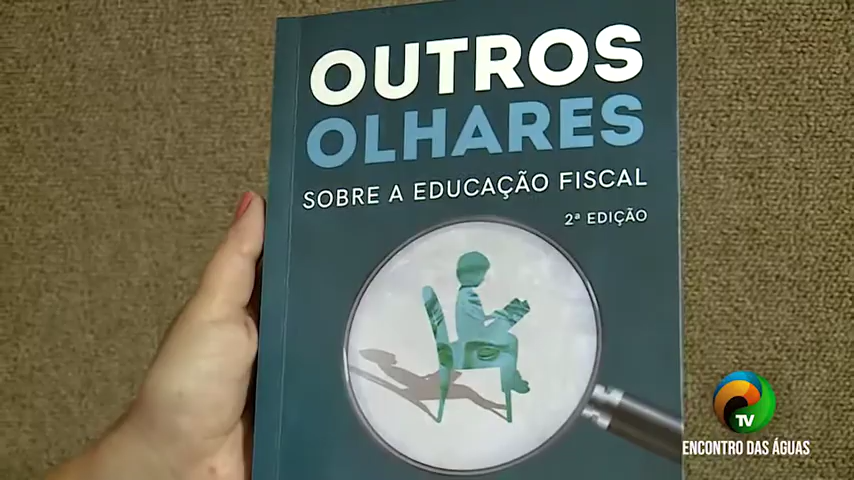 OUTROS
OLHARES
SOBRE A EDUCAÇÃO FISCAL
2ª EDIÇÃO
TV
ENCONTRO DAS ÁGUAS